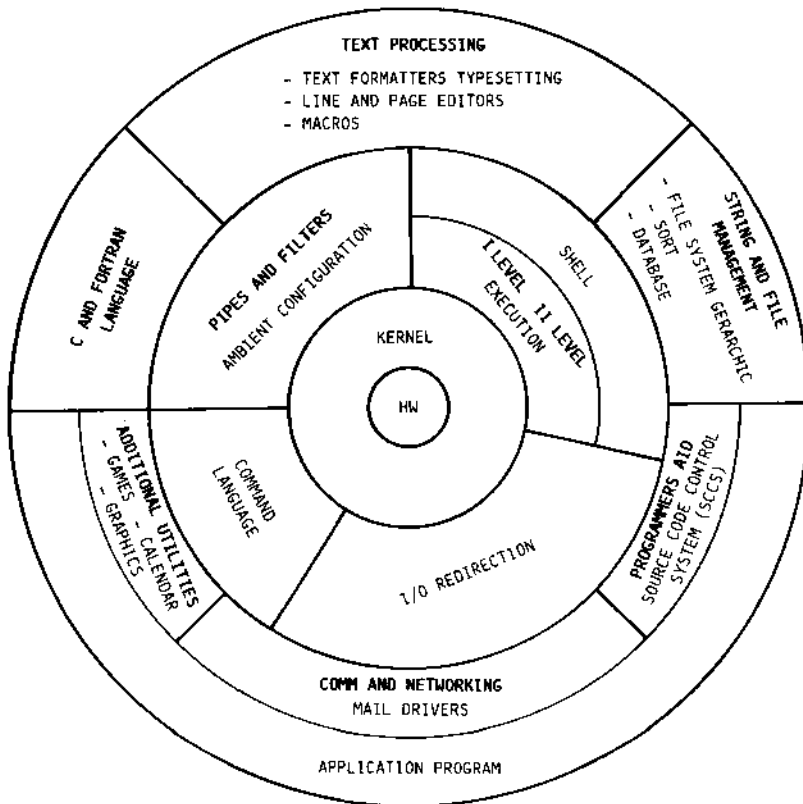 TEXT PROCESSING
- TEXT FORMATTERS TYPESETTING
- LINE AND PAGE EDITORS
- MACROS
C AND FORTRAN
LANGUAGE
PIPES AND FILTERS
AMBIENT CONFIGURATION
SHELL
I LEVEL II LEVEL
EXECUTION
STRING AND FILE
MANAGEMENT
- FILE SYSTEM GERARCHIC
- SORT
- DATABASE
KERNEL
HW
ADDITIONAL UTILITIES
- GAMES - CALENDAR
- GRAPHICS
COMMAND
LANGUAGE
I/O REDIRECTION
PROGRAMMERS AID
SOURCE CODE CONTROL
SYSTEM (SCCS)
COMM AND NETWORKING
MAIL DRIVERS
APPLICATION PROGRAM